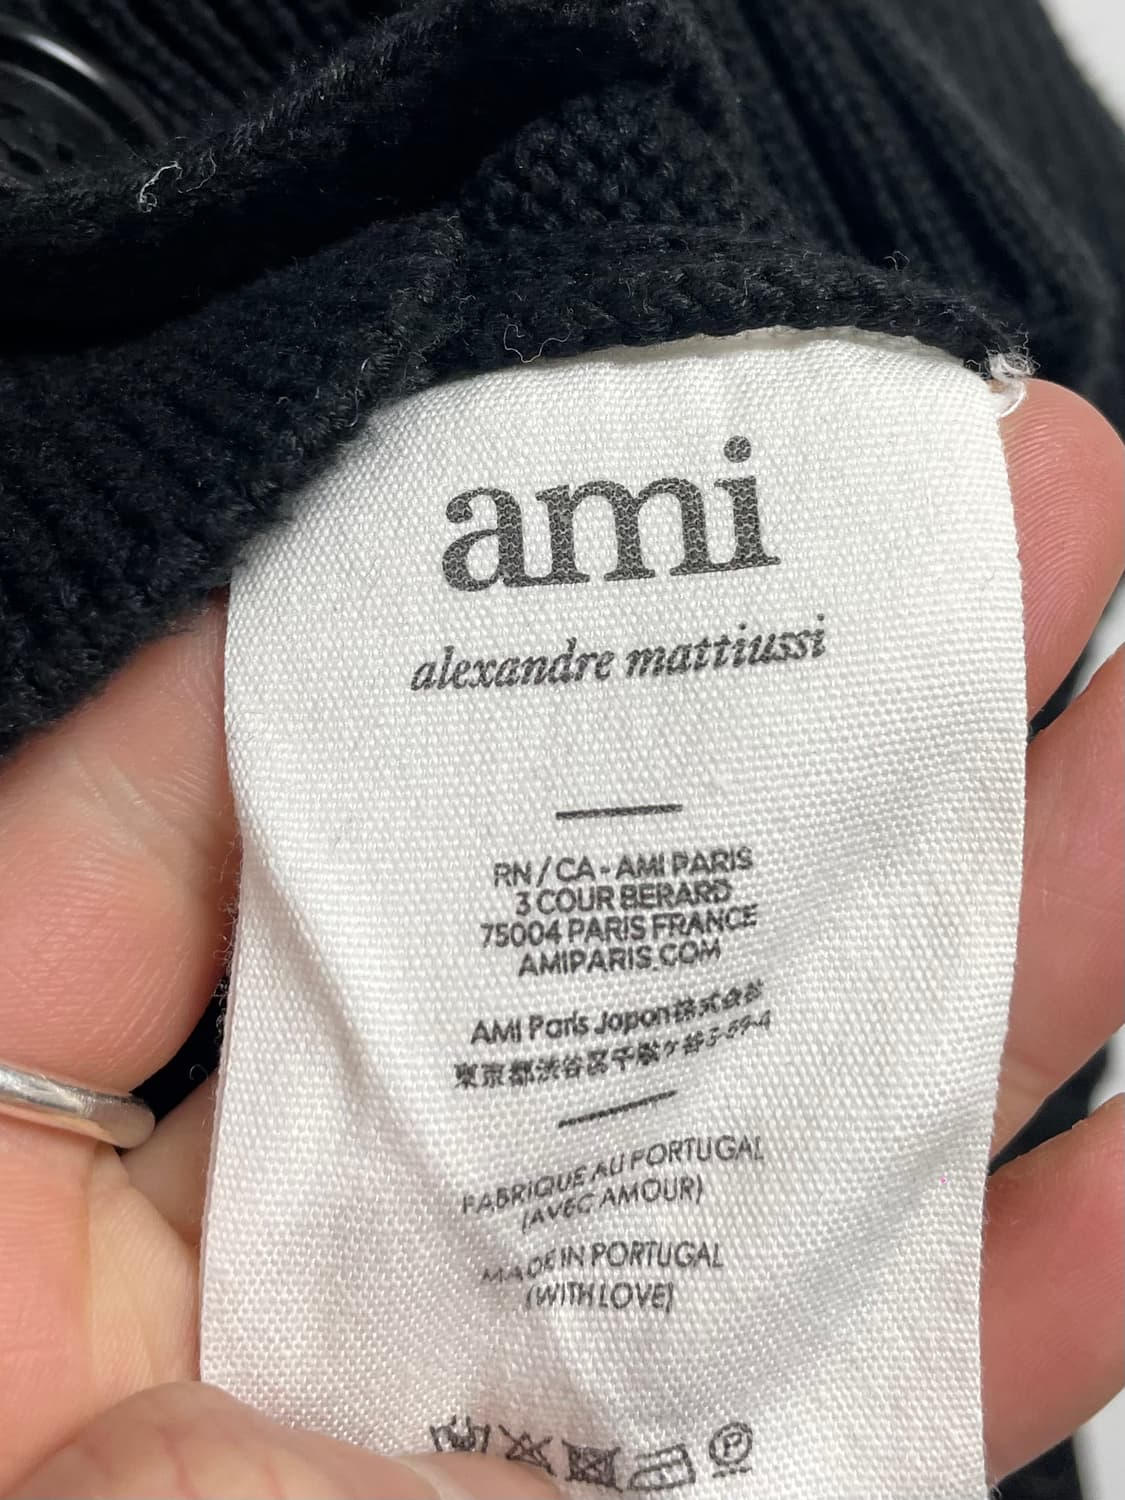 ami
alexandre mattiussi
RN / CA - AMI PARIS
3 COUR BERARD
75004 PARIS FRANCE
AMIPARIS.COM
AMI Paris Japon株式会社
東京都渋谷区千駄ヶ谷3-59-4
FABRIQUE AU PORTUGAL
(AVEC AMOUR)
MADE IN PORTUGAL
(WITH LOVE)
P